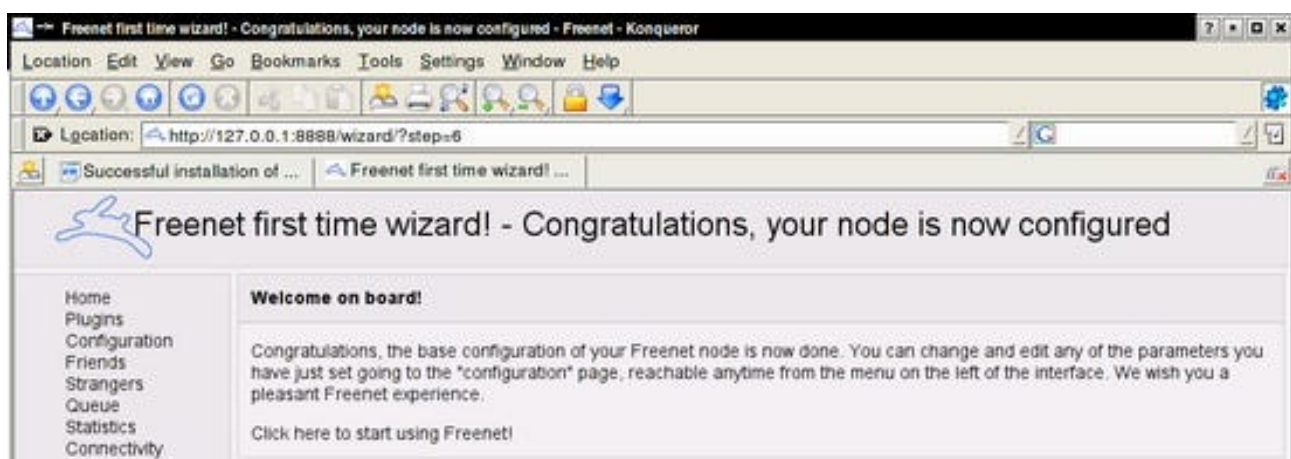 Freenet first time wizard! - Congratulations, your node is now configured - Freenet - Konqueror
Location Edit View Go Bookmarks Tools Settings Window Help
Location: http://127.0.0.1:8888/wizard/?step=6
Successful installation of ... Freenet first time wizard! ...
Freenet first time wizard! - Congratulations, your node is now configured
Home
Plugins
Configuration
Friends
Strangers
Queue
Statistics
Connectivity
Welcome on board!
Congratulations, the base configuration of your Freenet node is now done. You can change and edit any of the parameters you
have just set going to the "configuration" page, reachable anytime from the menu on the left of the interface. We wish you a
pleasant Freenet experience.
Click here to start using Freenet!